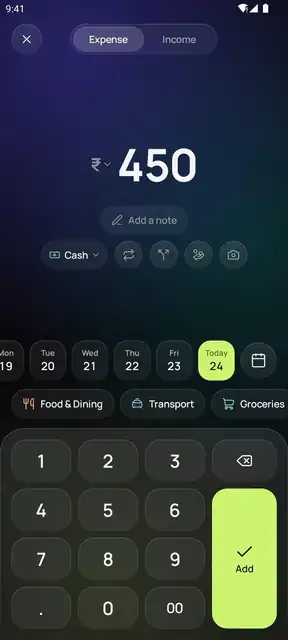 9:41
Expense Income
₹ 450
Add a note
Cash
Mon Tue Wed Thu Fri Today
19 20 21 22 23 24
Food & Dining Transport Groceries
1 2 3
4 5 6
7 8 9
Add
. 0 00